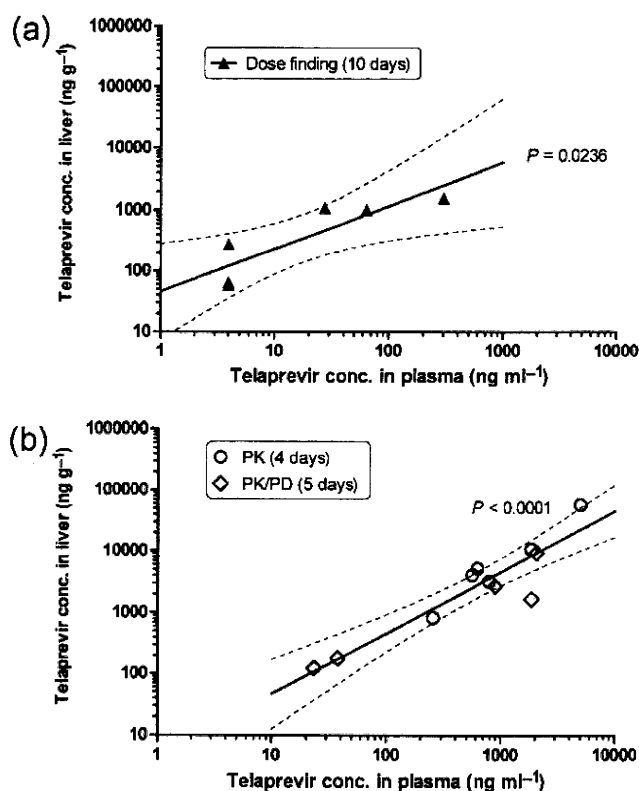 (a)
Telaprevir conc. in liver (ng g⁻¹)
1000000
100000
10000
1000
100
10
Dose finding (10 days)
P = 0.0236
1 10 100 1000 10000
Telaprevir conc. in plasma (ng ml⁻¹)
(b)
Telaprevir conc. in liver (ng g⁻¹)
1000000
100000
10000
1000
100
10
PK (4 days)
PK/PD (5 days)
P < 0.0001
1 10 100 1000 10000
Telaprevir conc. in plasma (ng ml⁻¹)